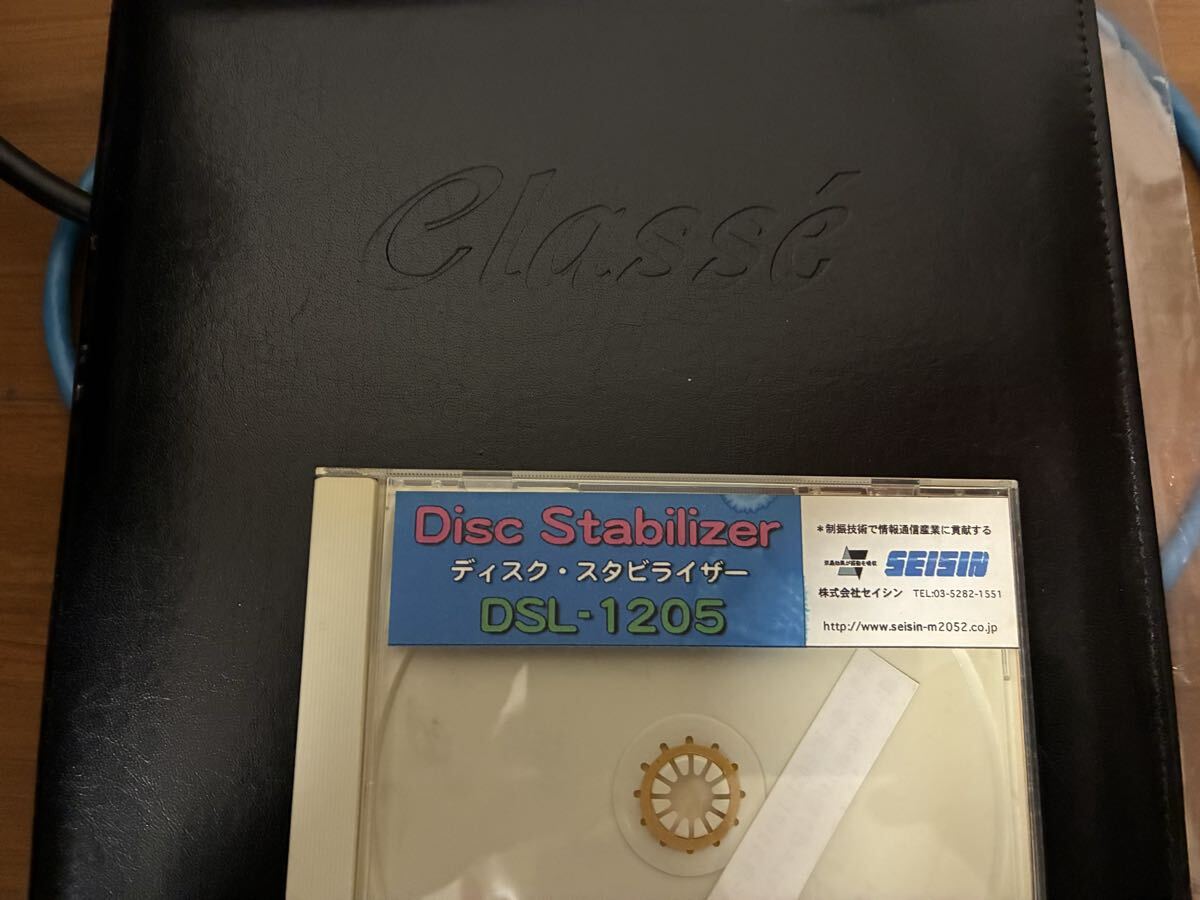 Classé
Disc Stabilizer
ディスク・スタビライザー
DSL-1205
*制振技術で情報通信産業に貢献する
SEISIN
株式会社セイシン TEL:03-5282-1551
http://www.seisin-m2052.co.jp